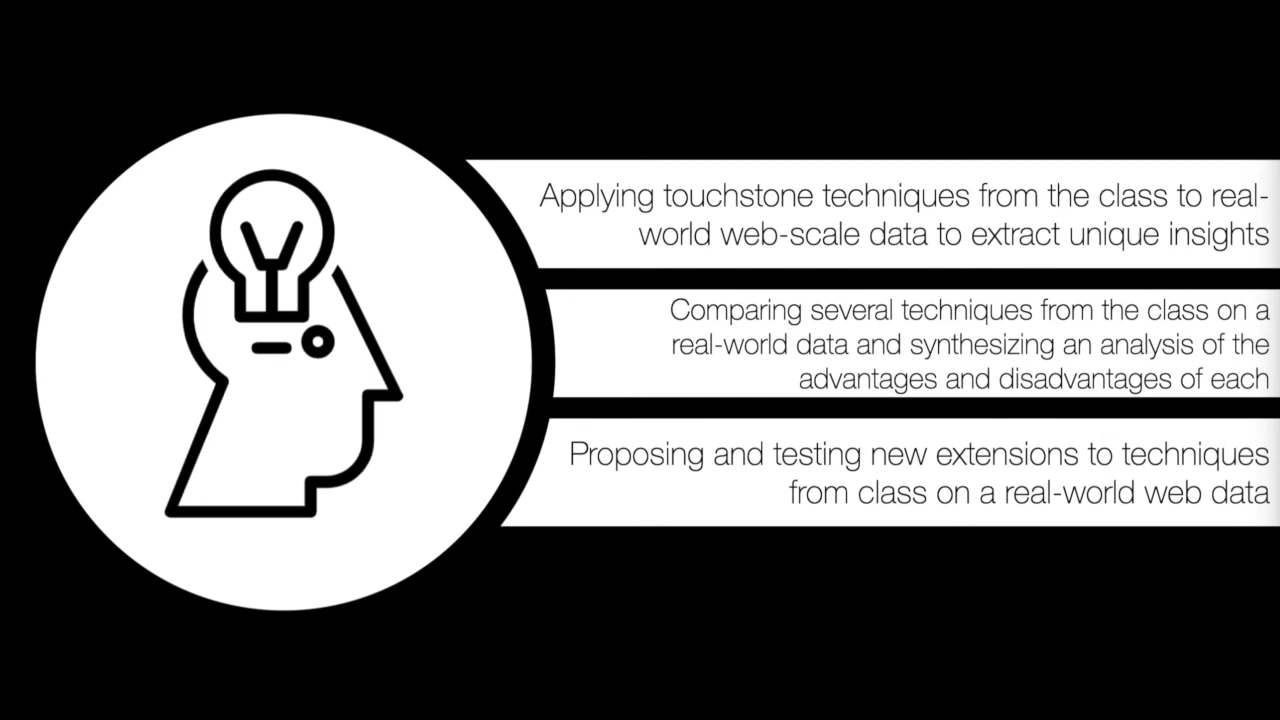 Applying touchstone techniques from the class to real-
world web-scale data to extract unique insights
Comparing several techniques from the class on a
real-world data and synthesizing an analysis of the
advantages and disadvantages of each
Proposing and testing new extensions to techniques
from class on a real-world web data